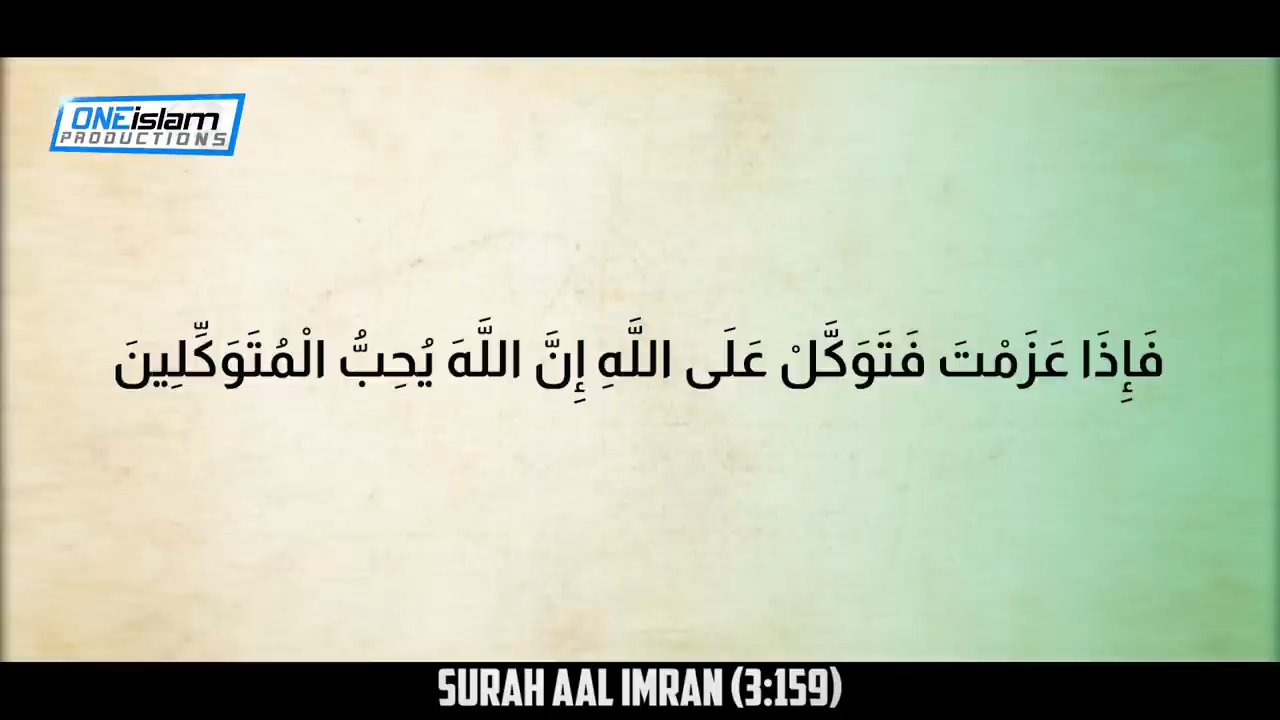 ONEislam
PRODUCTIONS
فَإِذَا عَزَمْتَ فَتَوَكَّلْ عَلَى اللَّهِ إِنَّ اللَّهَ يُحِبُّ الْمُتَوَكِّلِينَ
SURAH AAL IMRAN (3:159)